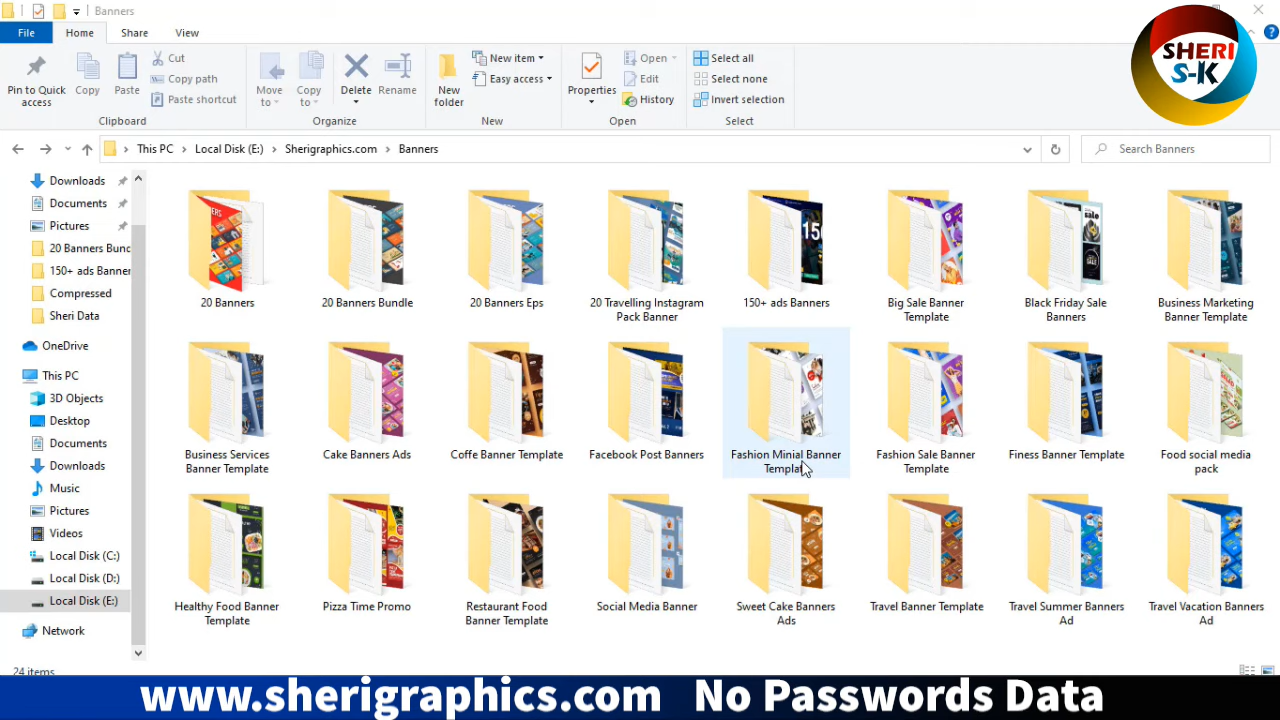 Banners
File Home Share View
SHERI
S-K
Pin to Quick
access
Copy
Paste
Cut
Copy path
Paste shortcut
Clipboard
Move
to
Copy
to
Delete
Rename
Organize
New
folder
New item
Easy access
New
Properties
Open
Edit
History
Open
Select all
Select none
Invert selection
Select
This PC > Local Disk (E:) > Sherigraphics.com > Banners
Search Banners
Downloads
Documents
Pictures
20 Banners Bund
150+ ads Banner
Compressed
Sheri Data
OneDrive
This PC
3D Objects
Desktop
Documents
Downloads
Music
Pictures
Videos
Local Disk (C:)
Local Disk (D:)
Local Disk (E:)
Network
20 Banners
20 Banners Bundle
20 Banners Eps
20 Travelling Instagram
Pack Banner
150+ ads Banners
Big Sale Banner
Template
Black Friday Sale
Banners
Business Marketing
Banner Template
Business Services
Banner Template
Cake Banners Ads
Coffe Banner Template
Facebook Post Banners
Fashion Minial Banner
Template
Fashion Sale Banner
Template
Finess Banner Template
Food social media
pack
Healthy Food Banner
Template
Pizza Time Promo
Restaurant Food
Banner Template
Social Media Banner
Sweet Cake Banners
Ads
Travel Banner Template
Travel Summer Banners
Ad
Travel Vacation Banners
Ad
24 items
www.sherigraphics.com No Passwords Data